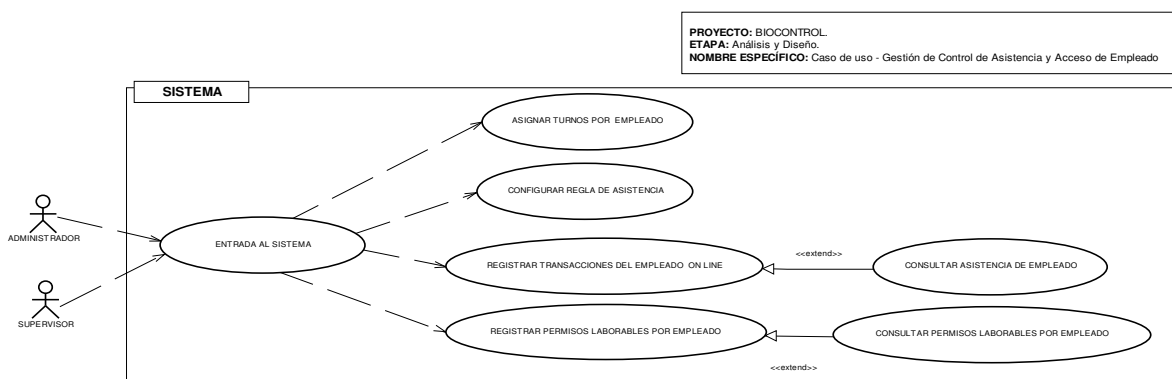 PROYECTO: BIOCONTROL.
ETAPA: Análisis y Diseño.
NOMBRE ESPECÍFICO: Caso de uso - Gestión de Control de Asistencia y Acceso de Empleado
SISTEMA
ASIGNAR TURNOS POR EMPLEADO
CONFIGURAR REGLA DE ASISTENCIA
ADMINISTRADOR
ENTRADA AL SISTEMA
<<extend>>
REGISTRAR TRANSACCIONES DEL EMPLEADO ON LINE
CONSULTAR ASISTENCIA DE EMPLEADO
SUPERVISOR
REGISTRAR PERMISOS LABORABLES POR EMPLEADO
CONSULTAR PERMISOS LABORABLES POR EMPLEADO
<<extend>>